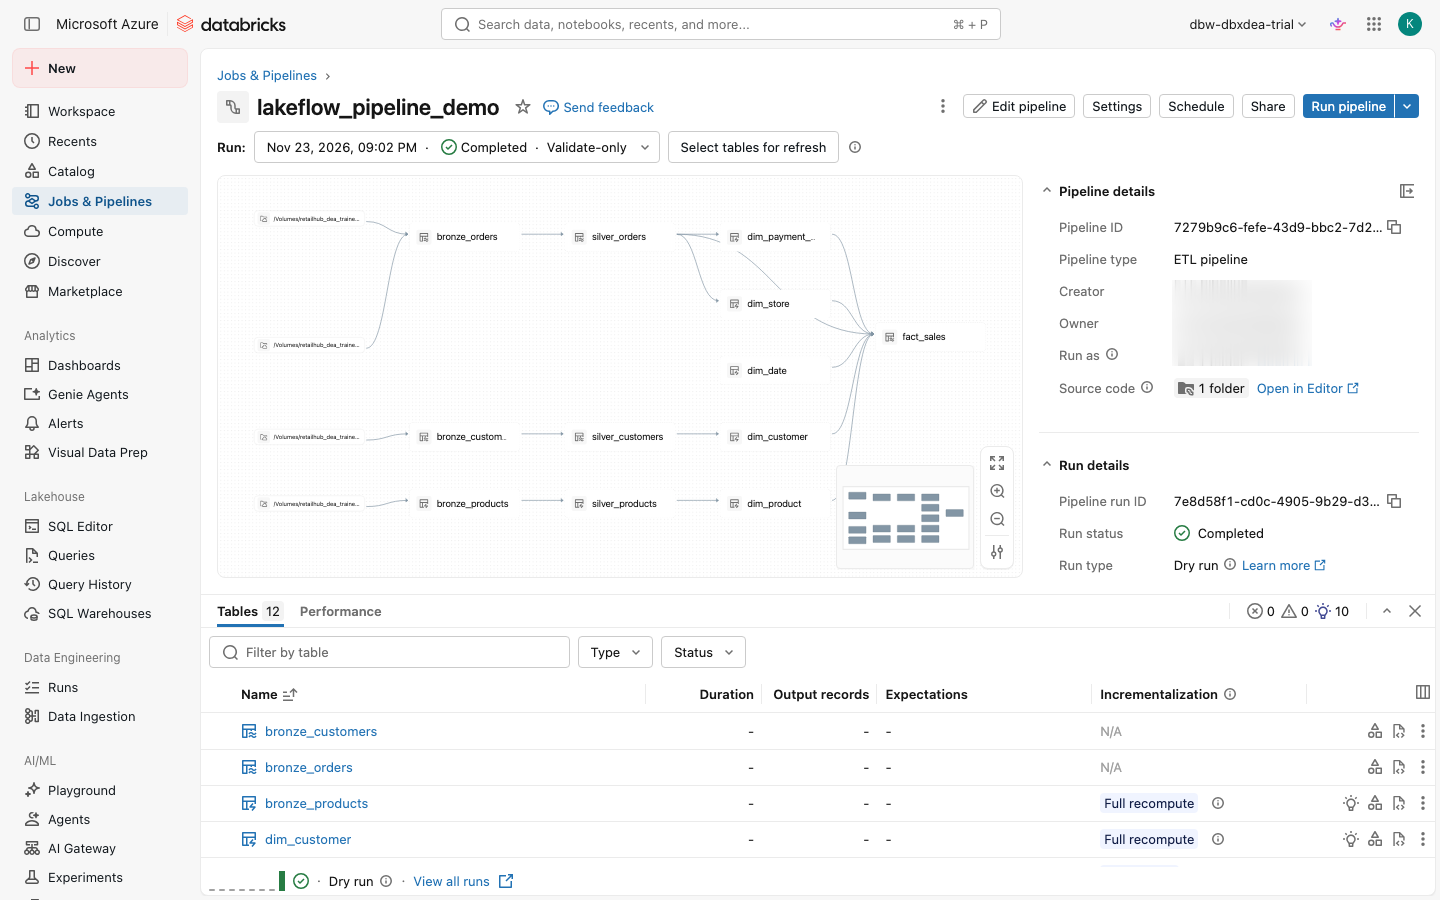 Microsoft Azure
databricks
Search data, notebooks, recents, and more...
⌘ + P
dbw-dbxdea-trial
K
New
Workspace
Recents
Catalog
Jobs & Pipelines
Compute
Discover
Marketplace
Analytics
Dashboards
Genie Agents
Alerts
Visual Data Prep
Lakehouse
SQL Editor
Queries
Query History
SQL Warehouses
Data Engineering
Runs
Data Ingestion
AI/ML
Playground
Agents
AI Gateway
Experiments
Jobs & Pipelines ›
lakeflow_pipeline_demo
Send feedback
Edit pipeline
Settings
Schedule
Share
Run pipeline
Run:
Nov 23, 2026, 09:02 PM · Completed · Validate-only
Select tables for refresh
/Volumes/retailhub_dea_traine...
bronze_orders
silver_orders
dim_payment_..
dim_store
/Volumes/retailhub_dea_traine...
fact_sales
dim_date
/Volumes/retailhub_dea_traine...
bronze_custom..
silver_customers
dim_customer
/Volumes/retailhub_dea_traine...
bronze_products
silver_products
dim_product
Pipeline details
Pipeline ID 7279b9c6-fefe-43d9-bbc2-7d2...
Pipeline type ETL pipeline
Creator
Owner
Run as
Source code 1 folder Open in Editor
Run details
Pipeline run ID 7e8d58f1-cd0c-4905-9b29-d3...
Run status Completed
Run type Dry run Learn more
Tables 12
Performance
0 0 10
Filter by table
Type
Status
Name Duration Output records Expectations Incrementalization
bronze_customers - - - N/A
bronze_orders - - - N/A
bronze_products - - - Full recompute
dim_customer - - - Full recompute
· Dry run · View all runs